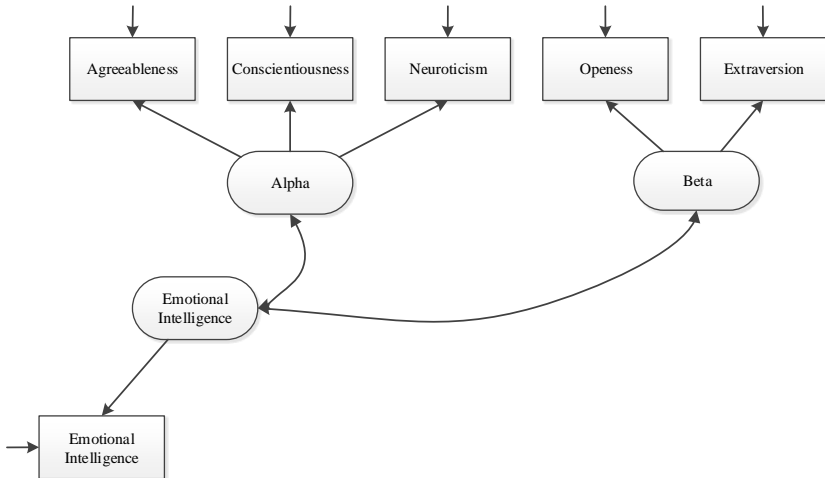 Agreeableness
Conscientiousness
Neuroticism
Openess
Extraversion
Alpha
Beta
Emotional
Intelligence
Emotional
Intelligence